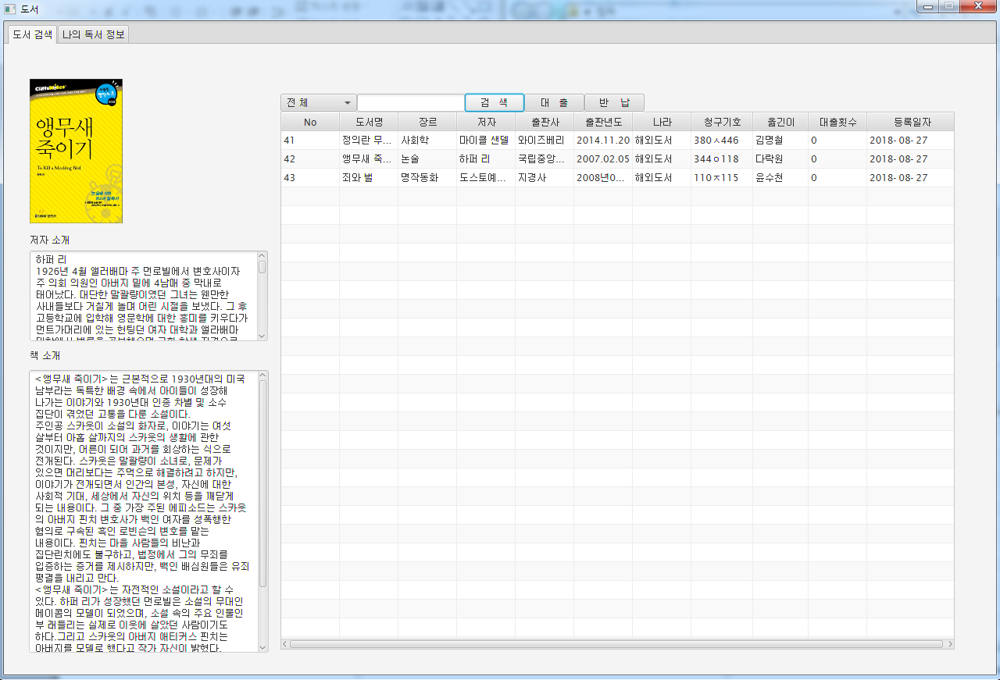 도서
도서 검색 나의 독서 정보
CliffsNotes
명작노트
앵무새
죽이기
To Kill a Mocking Bird
저자 소개
하퍼 리
1926년 4월 앨러배마 주 먼로빌에서 변호사이자
주 의회 의원인 아버지 밑에 4남매 중 막내로
태어났다. 대단한 말괄량이였던 그녀는 웬만한
사내들보다 거칠게 놀며 어린 시절을 보냈다. 그 후
고등학교에 입학해 영문학에 대한 흥미를 키우다가
먼트가머리에 있는 헌팅던 여자 대학과 앨라배마
책 소개
<앵무새 죽이기>는 근본적으로 1930년대의 미국
남부라는 독특한 배경 속에서 아이들이 성장해
나가는 이야기와 1930년대 인종 차별 및 소수
집단이 겪었던 고통을 다룬 소설이다.
주인공 스카웃이 소설의 화자로, 이야기는 여섯
살부터 아홉 살까지의 스카웃의 생활에 관한
것이지만, 어른이 되어 과거를 회상하는 식으로
전개된다. 스카웃은 말괄량이 소녀로, 문제가
있으면 머리보다는 주먹으로 해결하려고 하지만,
이야기가 전개되면서 인간의 본성, 자신에 대한
사회적 기대, 세상에서 자신의 위치 등을 깨닫게
되는 내용이다. 그 중 가장 주된 에피소드는 스카웃
의 아버지 핀치 변호사가 백인 여자를 성폭행한
혐의로 구속된 흑인 로빈슨의 변호를 맡는
내용이다. 핀치는 마을 사람들의 비난과
집단린치에도 불구하고, 법정에서 그의 무죄를
입증하는 증거를 제시하지만, 백인 배심원들은 유죄
평결을 내리고 만다.
<앵무새 죽이기>는 자전적인 소설이라고 할 수
있다. 하퍼 리가 성장했던 먼로빌은 소설의 무대인
메이콤의 모델이 되었으며, 소설 속의 주요 인물인
부 래들리는 실제로 이웃에 살았던 사람이기도
하다.그리고 스카웃의 아버지 애티커스 핀치는
아버지를 모델로 했다고 작가 자신이 밝혔다.
전 체 검 색 대 출 반 납
No 도서명 장르 저자 출판사 출판년도 나라 청구기호 옮긴이 대출횟수 등록일자
41 정의란 무... 사회학 마이클 샌델 와이즈베리 2014.11.20 해외도서 380ㅅ446 김명철 0 2018-08-27
42 앵무새 죽... 논술 하퍼 리 국립중앙... 2007.02.05 해외도서 344ㅇ118 다락원 0 2018-08-27
43 죄와 벌 명작동화 도스토예... 지경사 2008년0... 해외도서 110ㅈ115 윤수천 0 2018-08-27